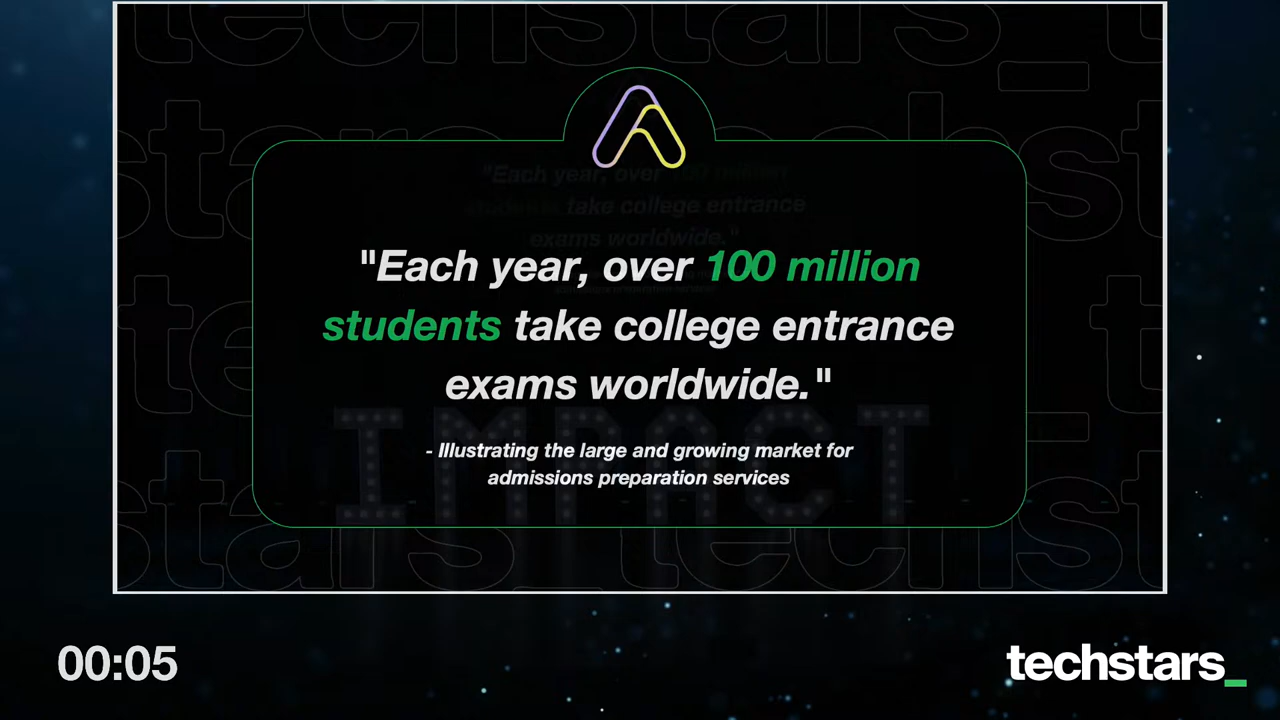 "Each year, over 100 million
students take college entrance
exams worldwide."
- Illustrating the large and growing market for
admissions preparation services
IMPACT
00:05
techstars_